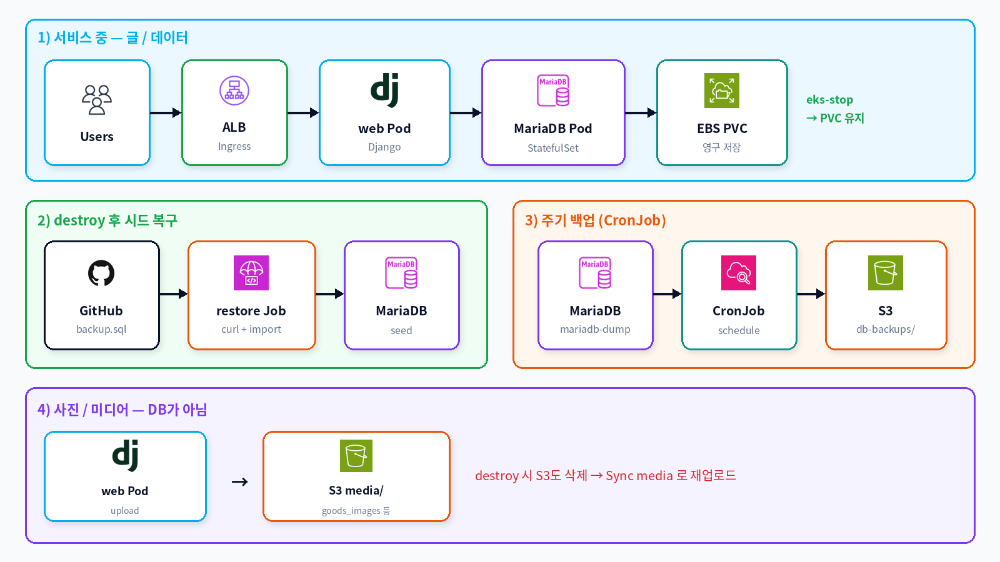 1) 서비스 중 — 글 / 데이터
Users
ALB
Ingress
dj
web Pod
Django
MariaDB
MariaDB Pod
StatefulSet
EBS PVC
영구 저장
eks-stop
→ PVC 유지
2) destroy 후 시드 복구
GitHub
backup.sql
restore Job
curl + import
MariaDB
MariaDB
seed
3) 주기 백업 (CronJob)
MariaDB
MariaDB
mariadb-dump
CronJob
schedule
S3
db-backups/
4) 사진 / 미디어 — DB가 아님
dj
web Pod
upload
→
S3 media/
goods_images 등
destroy 시 S3도 삭제 → Sync media 로 재업로드